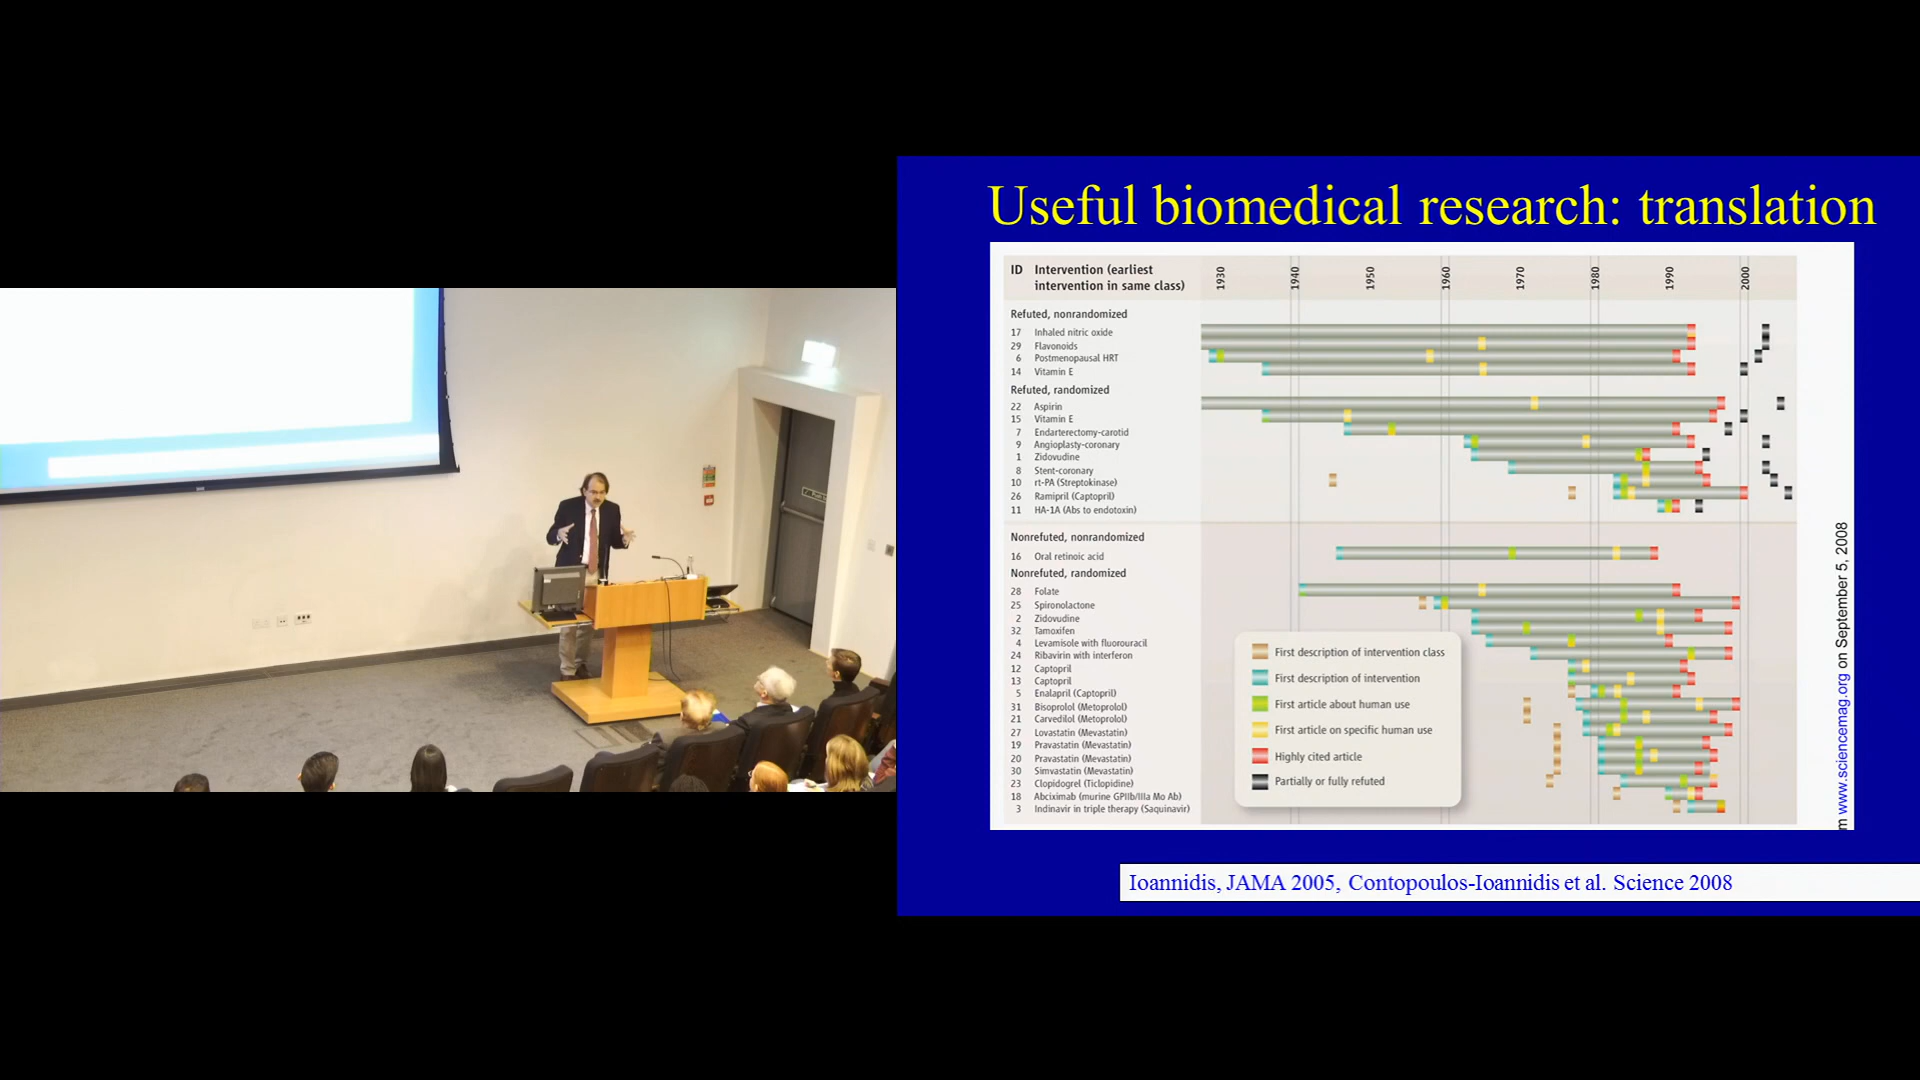 Useful biomedical research: translation
ID Intervention (earliest
intervention in same class)
1930 1940 1950 1960 1970 1980 1990 2000
Refuted, nonrandomized
17 Inhaled nitric oxide
29 Flavonoids
6 Postmenopausal HRT
14 Vitamin E
Refuted, randomized
22 Aspirin
15 Vitamin E
7 Endarterectomy-carotid
9 Angioplasty-coronary
1 Zidovudine
8 Stent-coronary
10 rt-PA (Streptokinase)
26 Ramipril (Captopril)
11 HA-1A (Abs to endotoxin)
Nonrefuted, nonrandomized
16 Oral retinoic acid
Nonrefuted, randomized
28 Folate
25 Spironolactone
2 Zidovudine
32 Tamoxifen
4 Levamisole with fluorouracil
24 Ribavirin with interferon
12 Captopril
13 Captopril
5 Enalapril (Captopril)
31 Bisoprolol (Metoprolol)
21 Carvedilol (Metoprolol)
27 Lovastatin (Mevastatin)
19 Pravastatin (Mevastatin)
20 Pravastatin (Mevastatin)
30 Simvastatin (Mevastatin)
23 Clopidogrel (Ticlopidine)
18 Abciximab (murine GPIIb/IIIa Mo Ab)
3 Indinavir in triple therapy (Saquinavir)
First description of intervention class
First description of intervention
First article about human use
First article on specific human use
Highly cited article
Partially or fully refuted
m www.sciencemag.org on September 5, 2008
Ioannidis, JAMA 2005, Contopoulos-Ioannidis et al. Science 2008